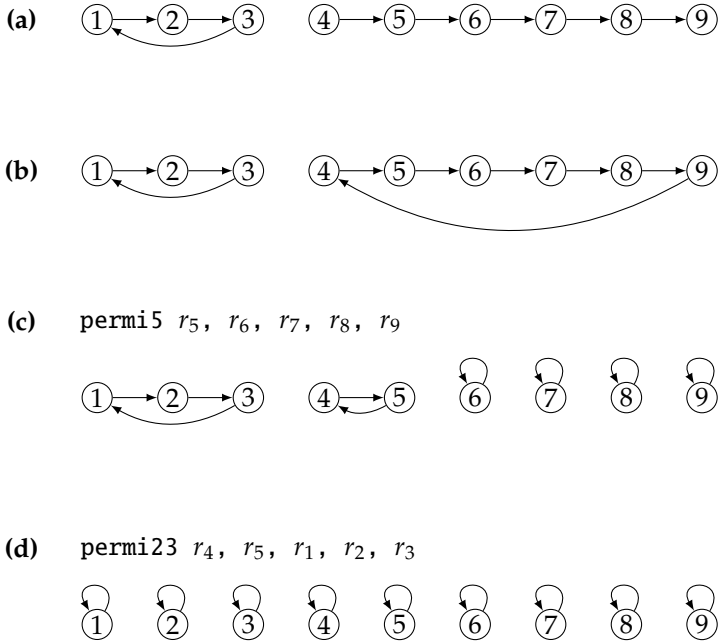 (a) 1 2 3 4 5 6 7 8 9
(b) 1 2 3 4 5 6 7 8 9
(c) permi5 r5, r6, r7, r8, r9
1 2 3 4 5 6 7 8 9
(d) permi23 r4, r5, r1, r2, r3
1 2 3 4 5 6 7 8 9